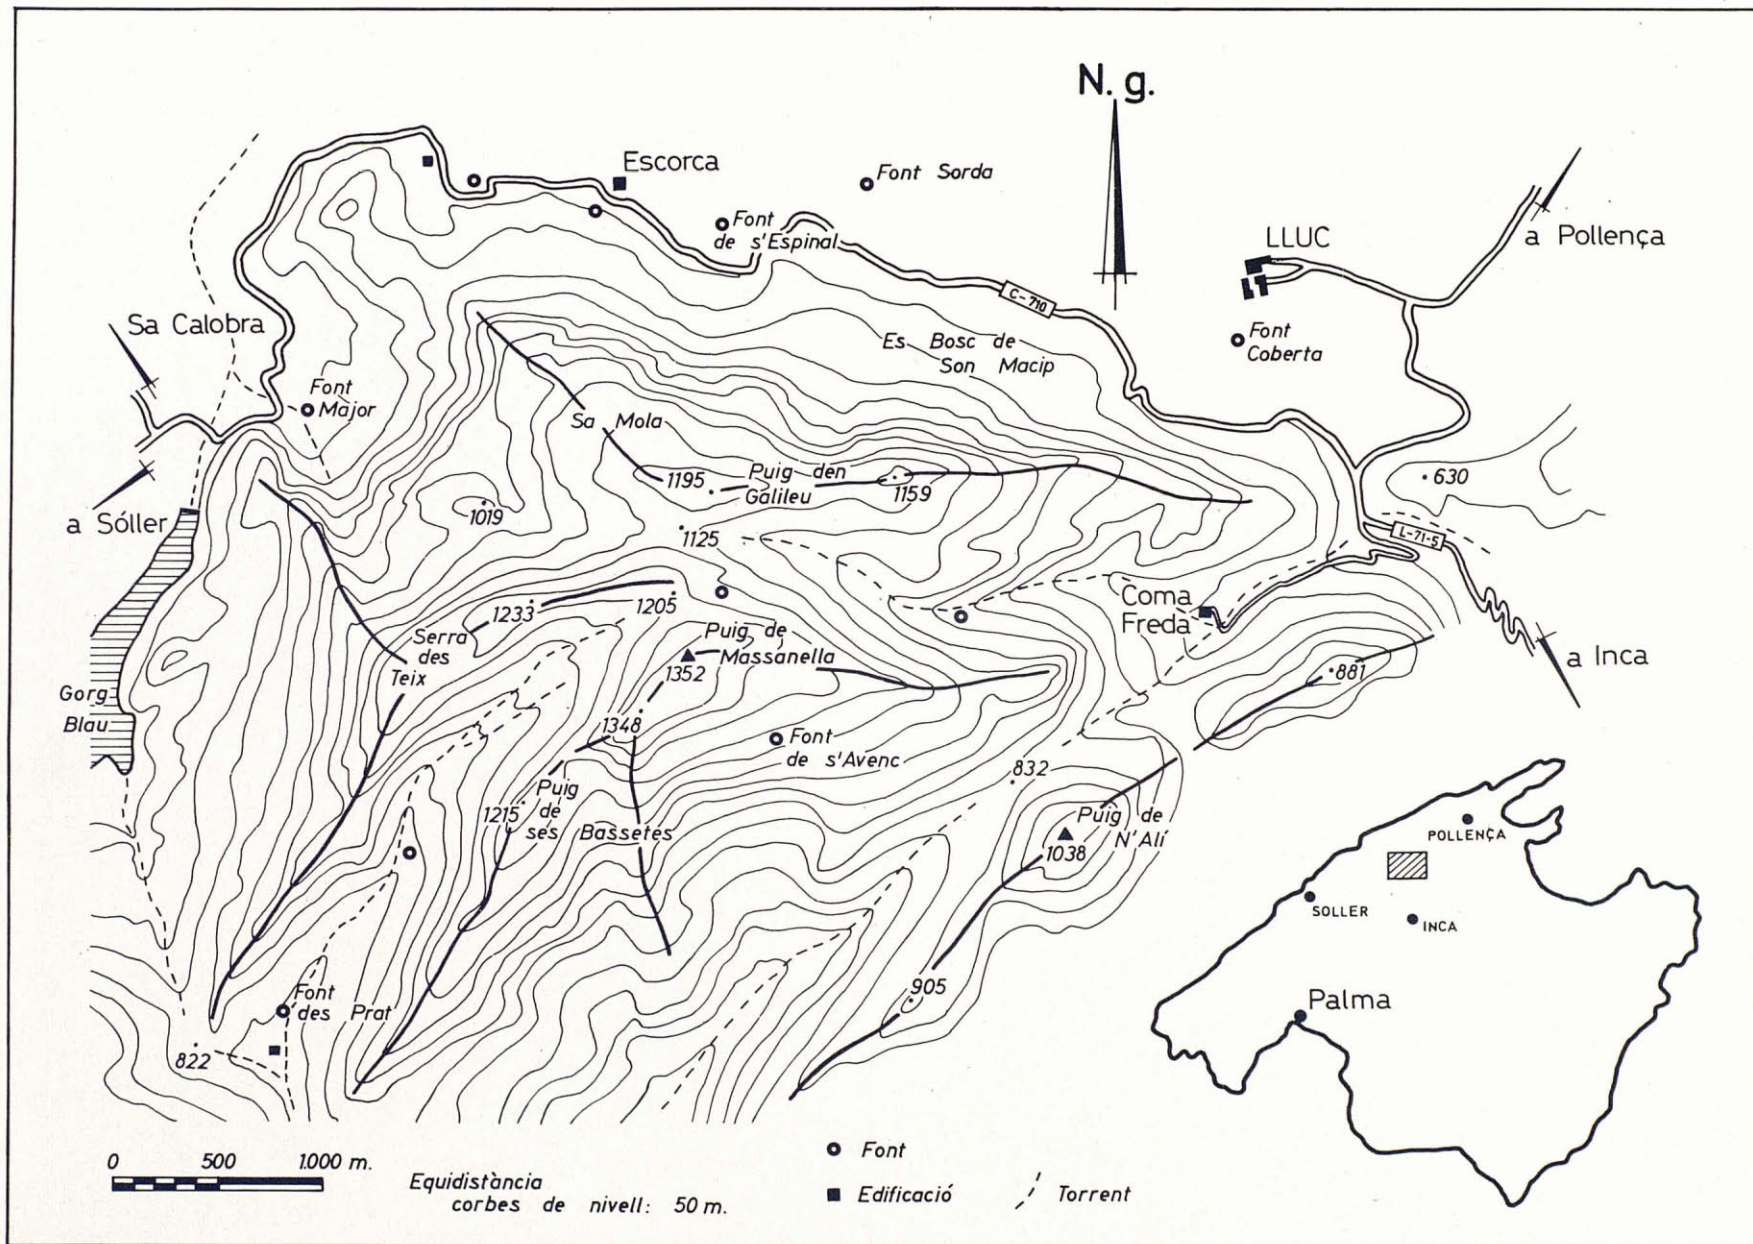 N. g.
Escorca
Font Sorda
Font
de s'Espinal
LLUC
a Pollença
C-710
Sa Calobra
Es Bosc de
Son Macip
Font
Coberta
Font
Major
Sa Mola
1195
Puig d'en
Galileu
1159
630
1019
a Sóller
1125
L-71-5
Coma
Freda
1233
1205
Serra
des
Teix
Puig de
Massanella
1352
881
a Inca
Gorg
Blau
1348
Font
de s'Avenc
832
Puig
de
ses Bassetes
1215
Puig de
N'Alí
1038
905
Font
des Prat
822
POLLENÇA
SOLLER
INCA
Palma
0 500 1.000 m.
Equidistància
corbes de nivell: 50 m.
Font
Edificació
Torrent